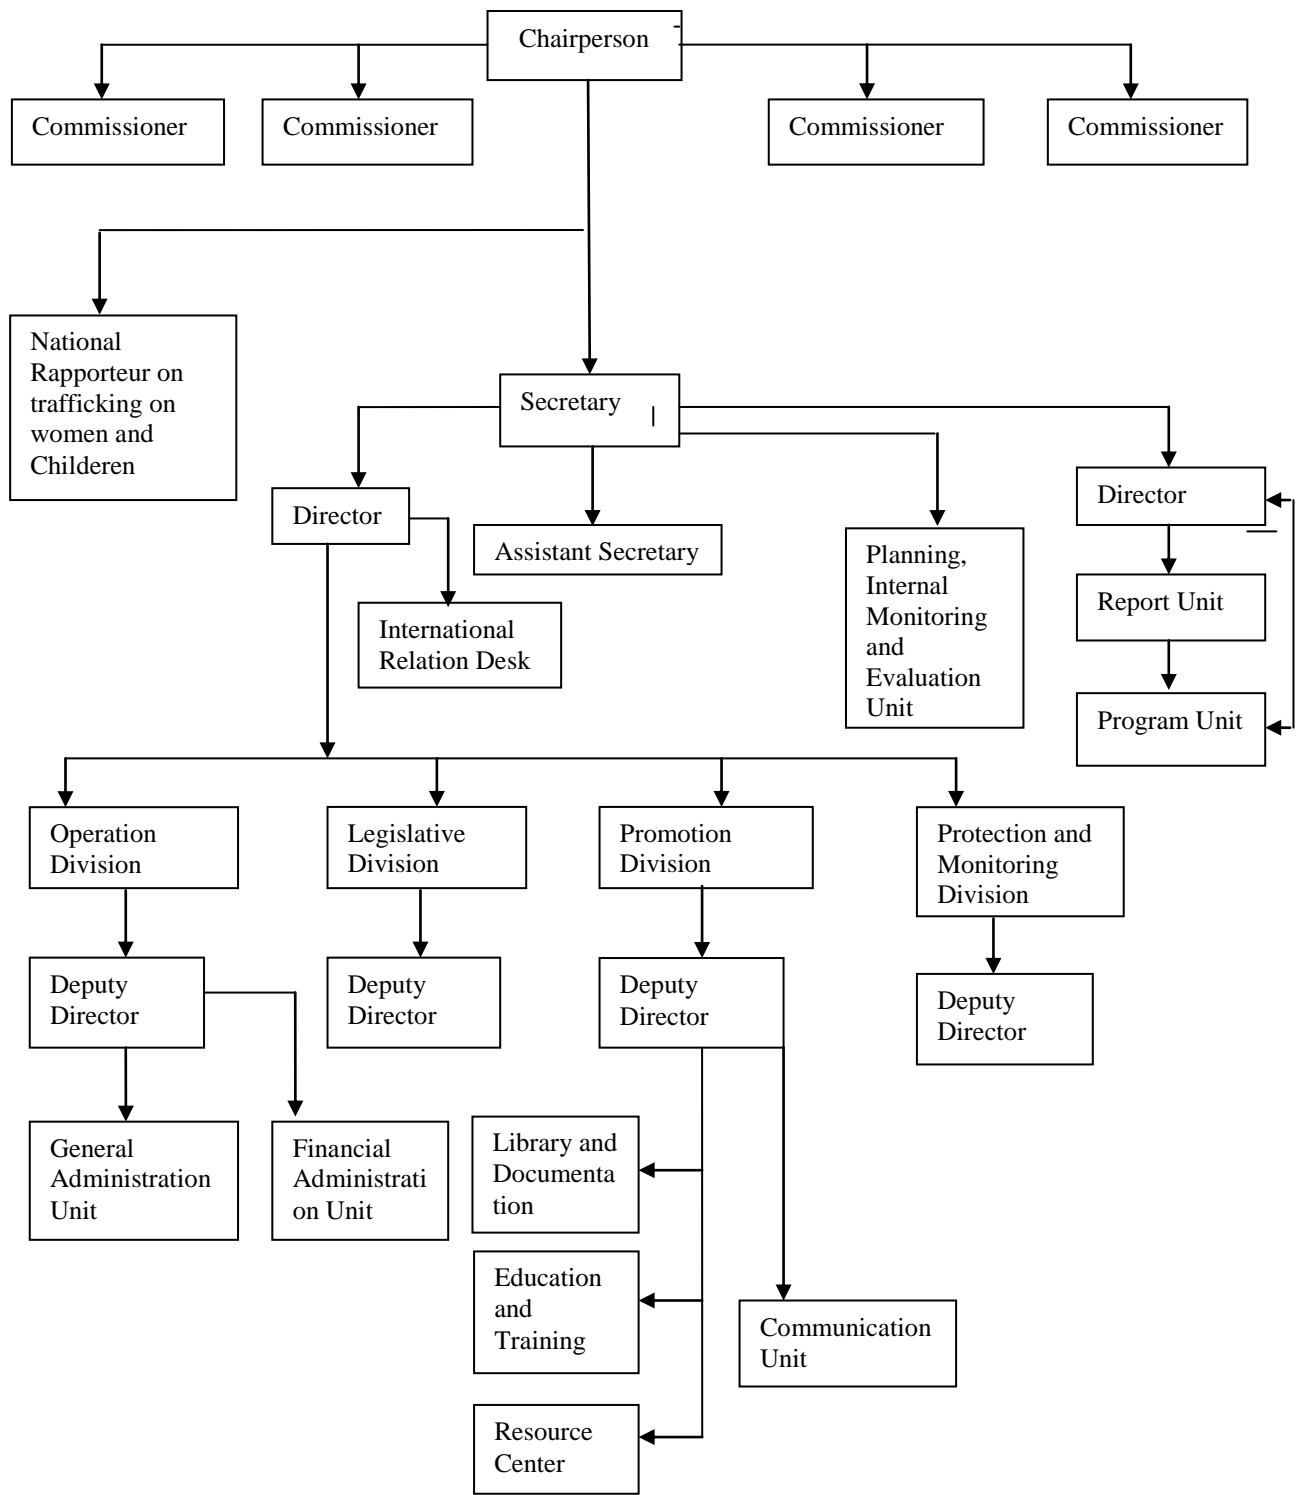 Chairperson
Commissioner
Commissioner
Commissioner
Commissioner
National
Rapporteur on
trafficking on
women and
Childeren
Secretary
Director
Assistant Secretary
Planning,
Internal
Monitoring
and
Evaluation
Unit
Director
International
Relation Desk
Report Unit
Program Unit
Operation
Division
Legislative
Division
Promotion
Division
Protection and
Monitoring
Division
Deputy
Director
Deputy
Director
Deputy
Director
Deputy
Director
General
Administration
Unit
Financial
Administrati
on Unit
Library and
Documenta
tion
Education
and
Training
Communication
Unit
Resource
Center